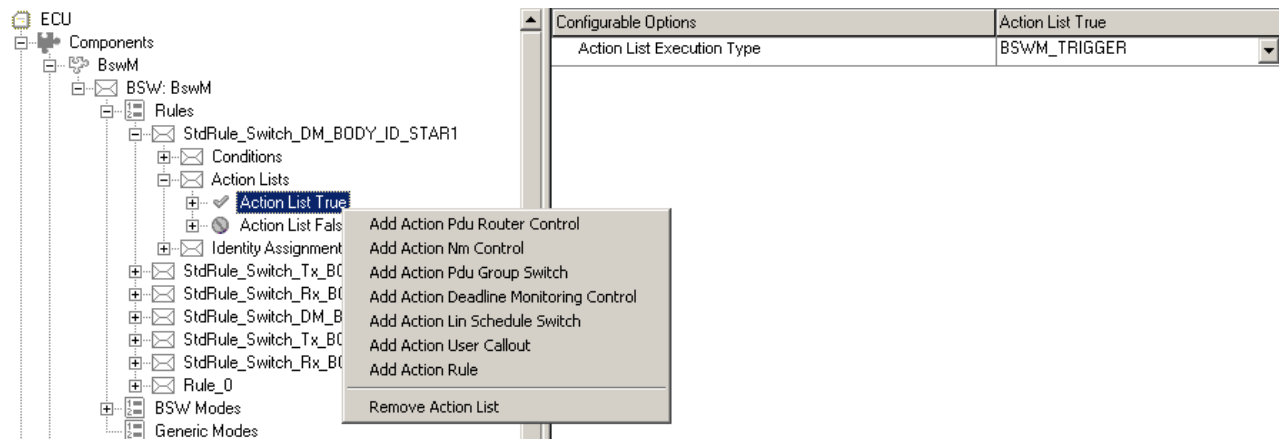 ECU
Components
BswM
BSW: BswM
Rules
StdRule_Switch_DM_BODY_ID_STAR1
Conditions
Action Lists
Action List True
Action List Fals
Identity Assignment
StdRule_Switch_Tx_B
StdRule_Switch_Rx_B
StdRule_Switch_DM_B
StdRule_Switch_Tx_B
StdRule_Switch_Rx_B
Rule_0
BSW Modes
Generic Modes
Add Action Pdu Router Control
Add Action Nm Control
Add Action Pdu Group Switch
Add Action Deadline Monitoring Control
Add Action Lin Schedule Switch
Add Action User Callout
Add Action Rule
Remove Action List
Configurable Options Action List True
Action List Execution Type BSWM_TRIGGER